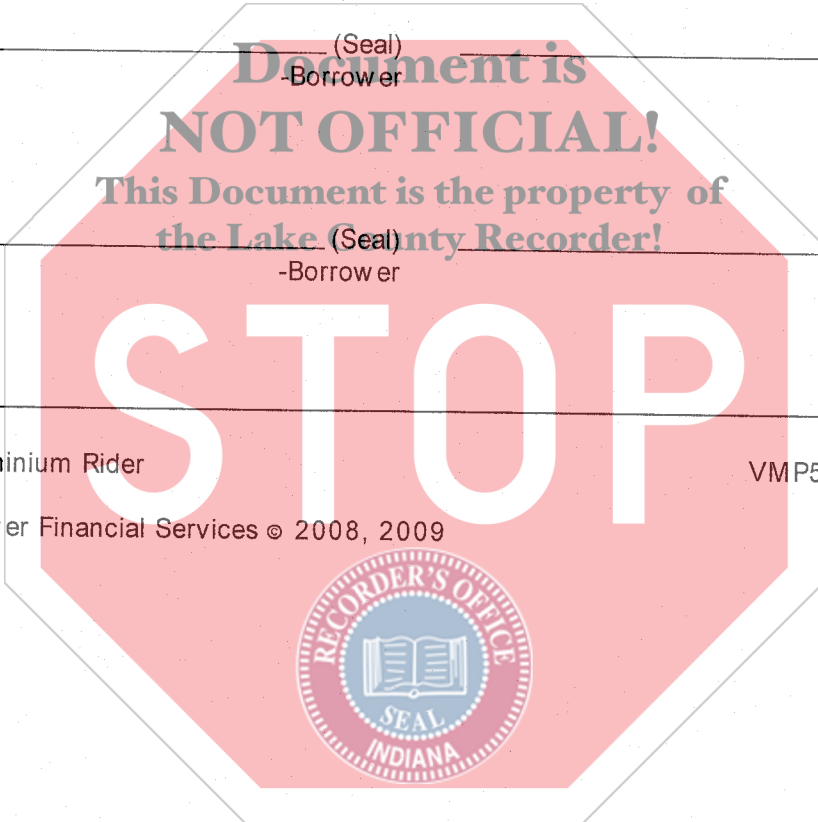 (Seal)
-Borrower
Document is
NOT OFFICIAL!
This Document is the property of
the Lake County Recorder!
(Seal)
-Borrower
STOP
inium Rider
VMP5
er Financial Services © 2008, 2009
RECORDER'S OFFICE
SEAL
INDIANA